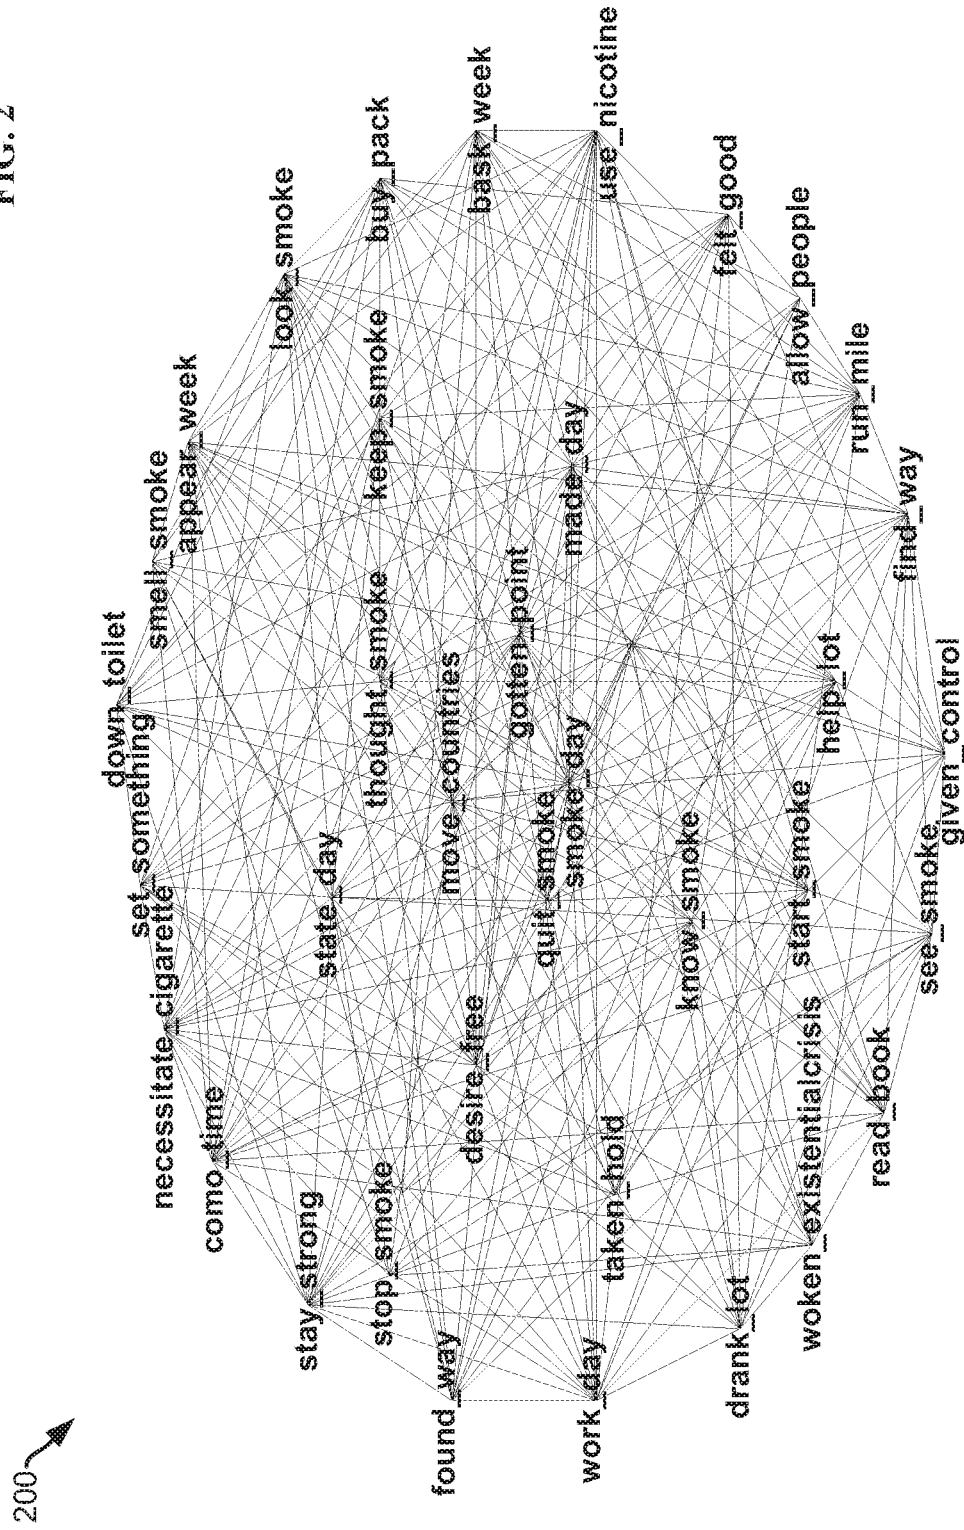 FIG. 2
200
down_toilet
set_something
smell_smoke
necessitate_cigarette
appear_week
como_time
look_smoke
stay_strong
state_day
stop_smoke
thought_smoke
keep_smoke
buy_pack
found_way
move_countries
desire_free
bask_week
gotten_point
quit_smoke
smoke_day
made_day
work_day
taken_hold
use_nicotine
know_smoke
drank_lot
felt_good
start_smoke
help_lot
allow_people
woken_existentialcrisis
run_mile
read_book
find_way
see_smoke
given_control